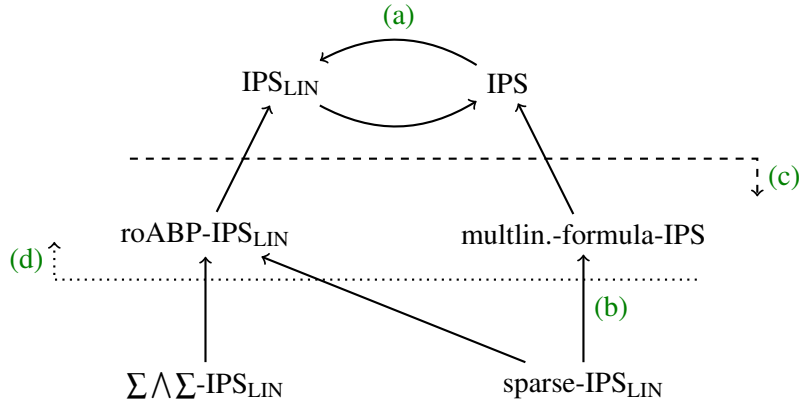 (a)
IPS_LIN IPS
(c)
roABP-IPS_LIN multlin.-formula-IPS
(d)
(b)
∑⋀∑-IPS_LIN sparse-IPS_LIN